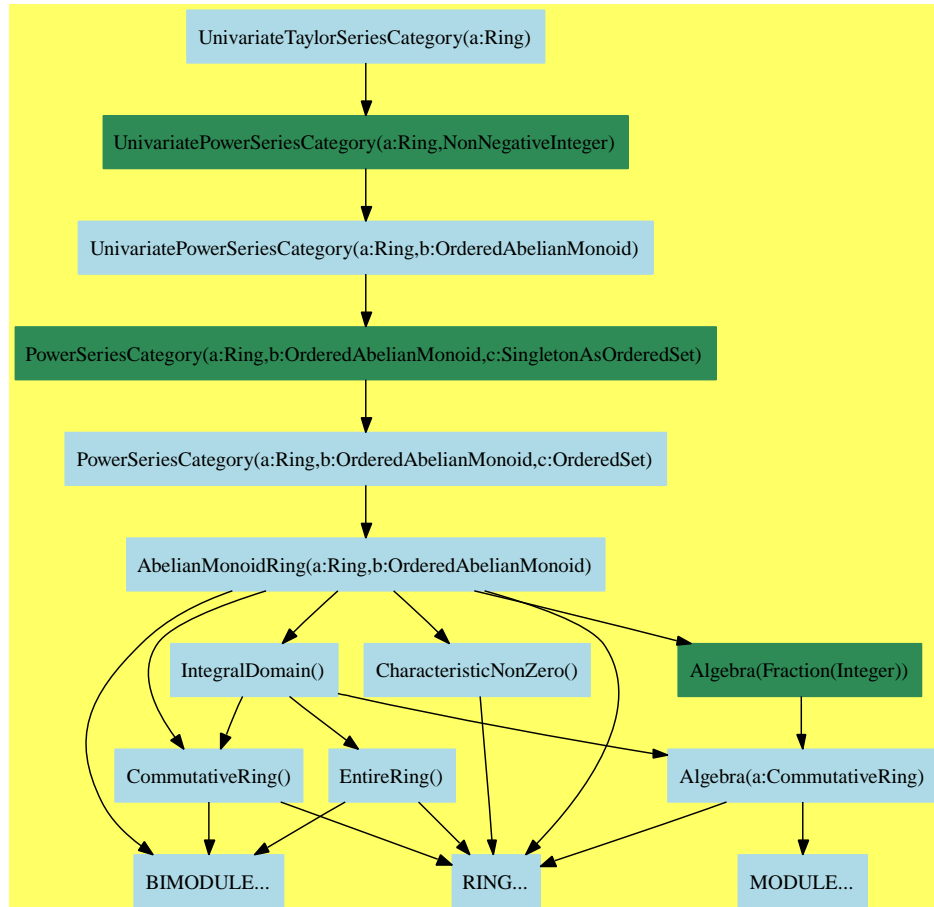 UnivariateTaylorSeriesCategory(a:Ring)
UnivariatePowerSeriesCategory(a:Ring,NonNegativeInteger)
UnivariatePowerSeriesCategory(a:Ring,b:OrderedAbelianMonoid)
PowerSeriesCategory(a:Ring,b:OrderedAbelianMonoid,c:SingletonAsOrderedSet)
PowerSeriesCategory(a:Ring,b:OrderedAbelianMonoid,c:OrderedSet)
AbelianMonoidRing(a:Ring,b:OrderedAbelianMonoid)
IntegralDomain()
CharacteristicNonZero()
Algebra(Fraction(Integer))
CommutativeRing()
EntireRing()
Algebra(a:CommutativeRing)
BIMODULE...
RING...
MODULE...